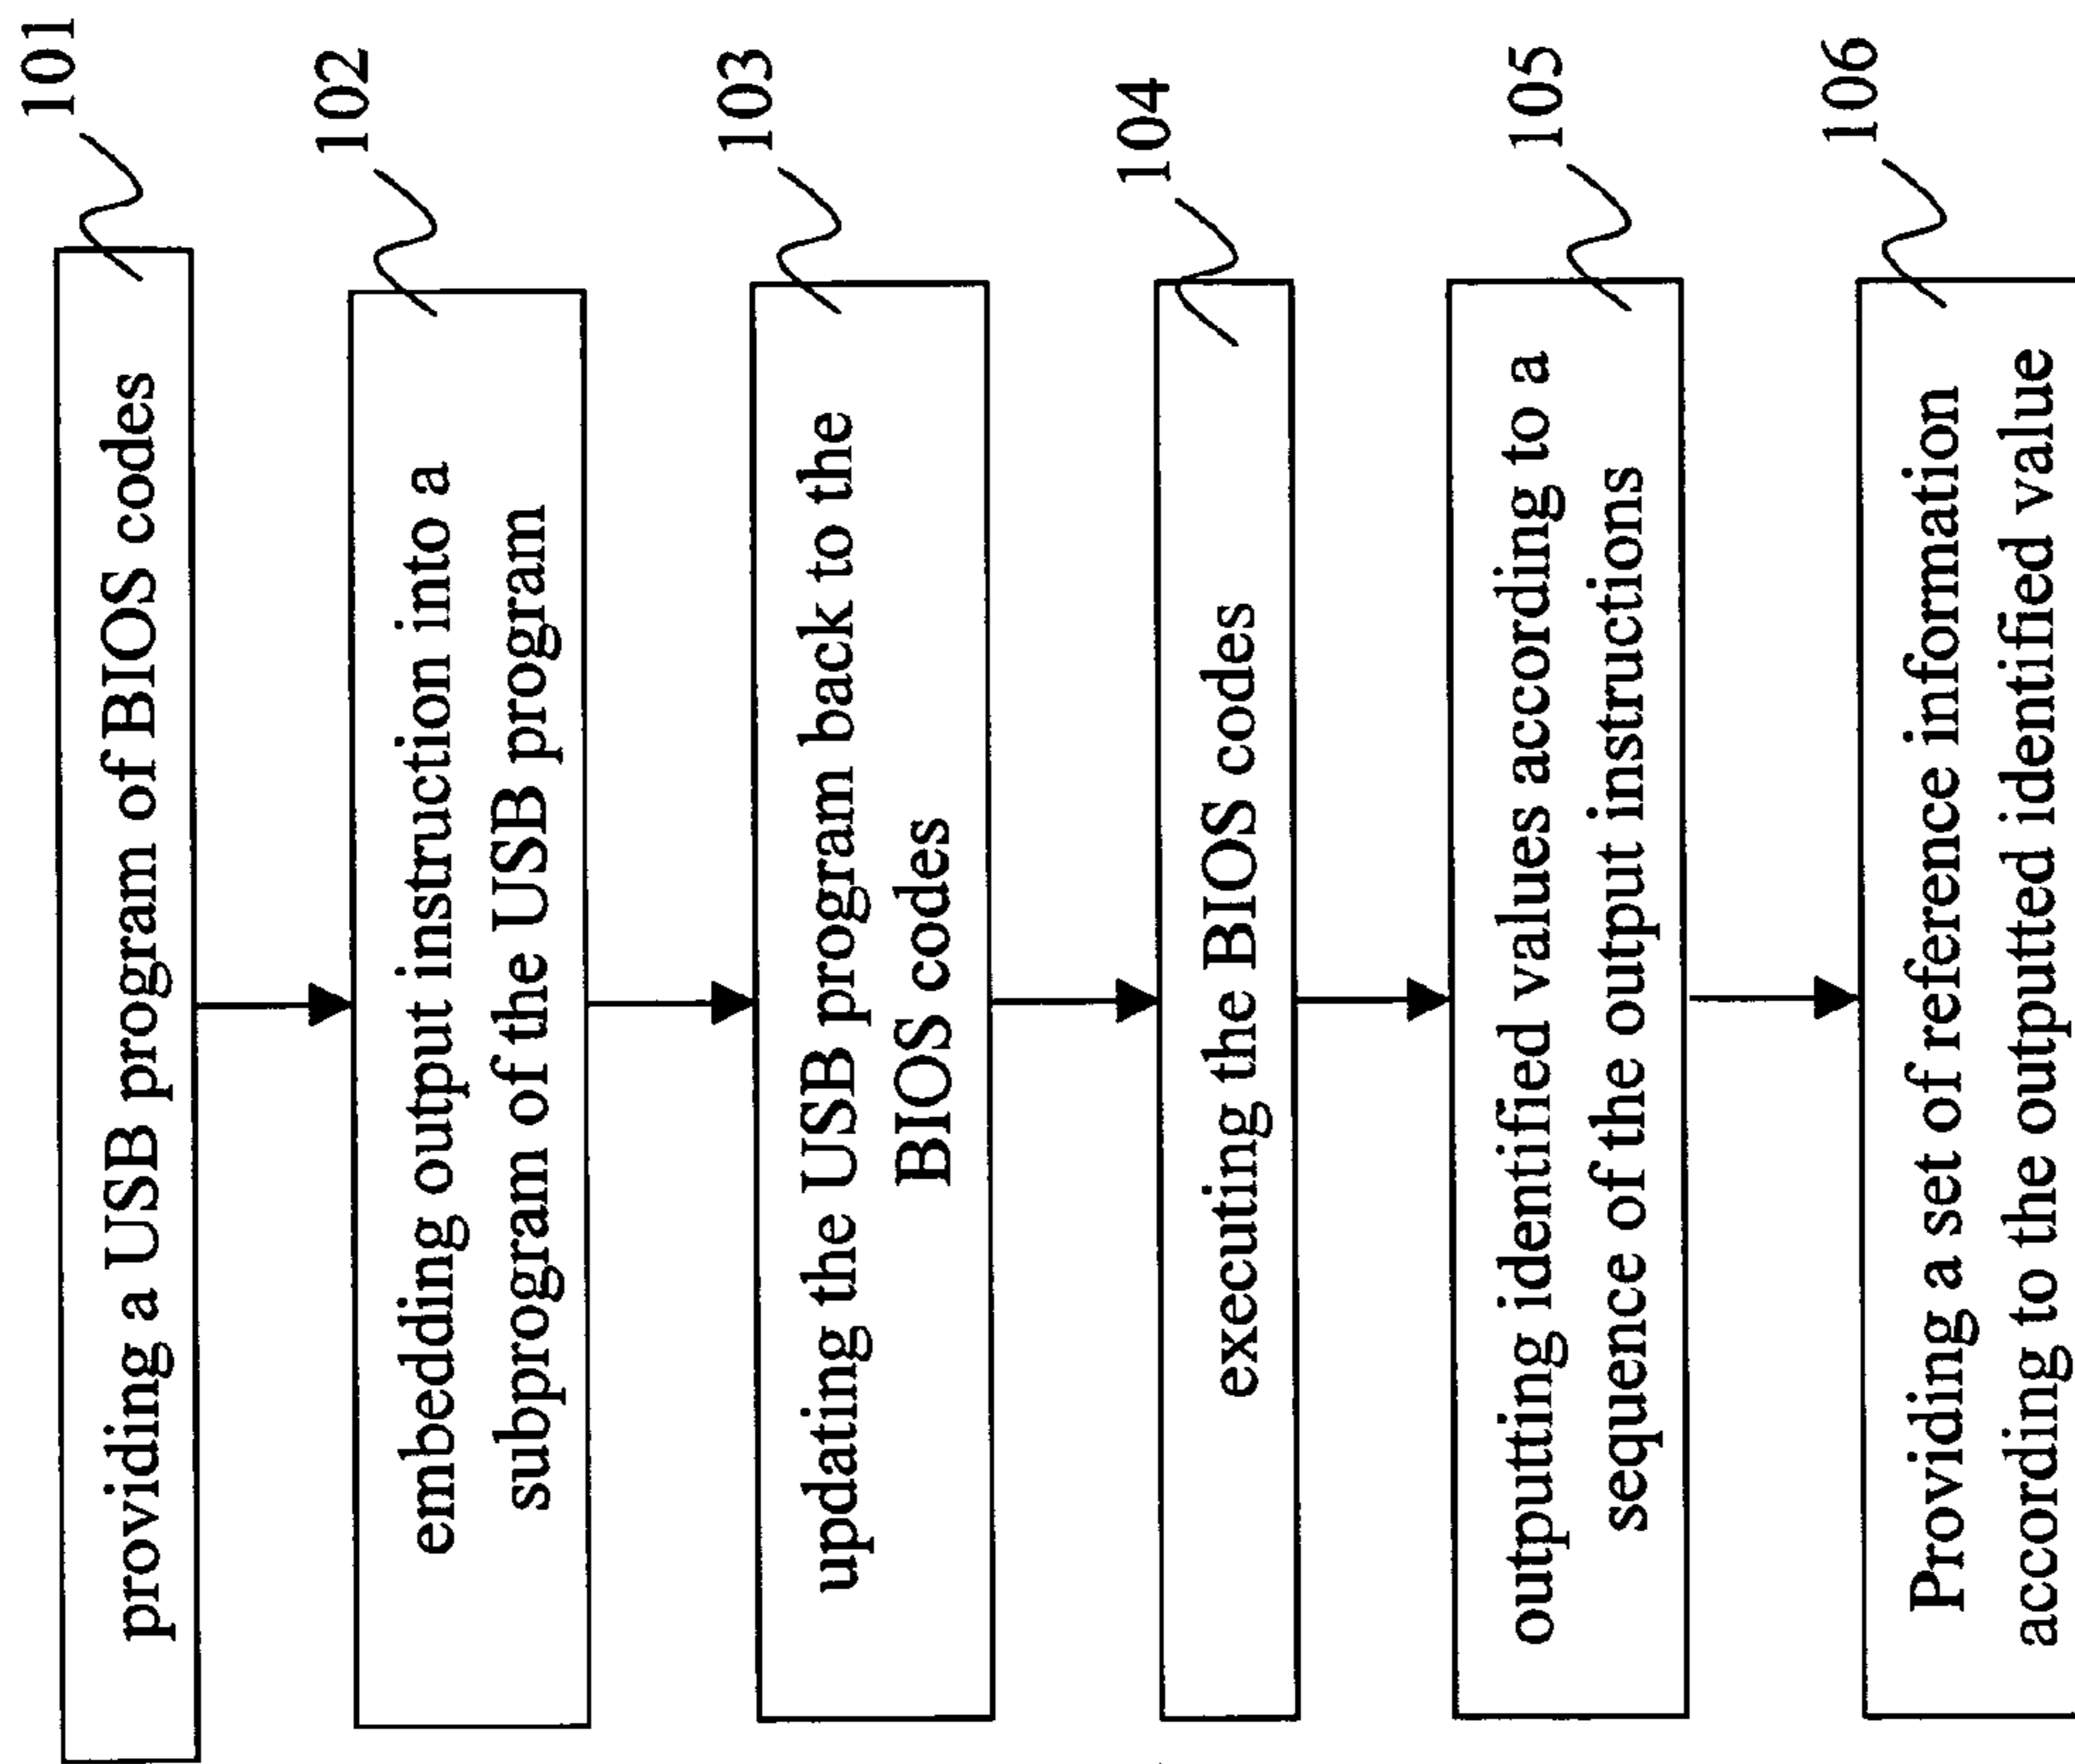 101
providing a USB program of BIOS codes
102
embedding output instruction into a
subprogram of the USB program
103
updating the USB program back to the
BIOS codes
104
executing the BIOS codes
105
outputting identified values according to a
sequence of the output instructions
106
Providing a set of reference information
according to the outputted identified value